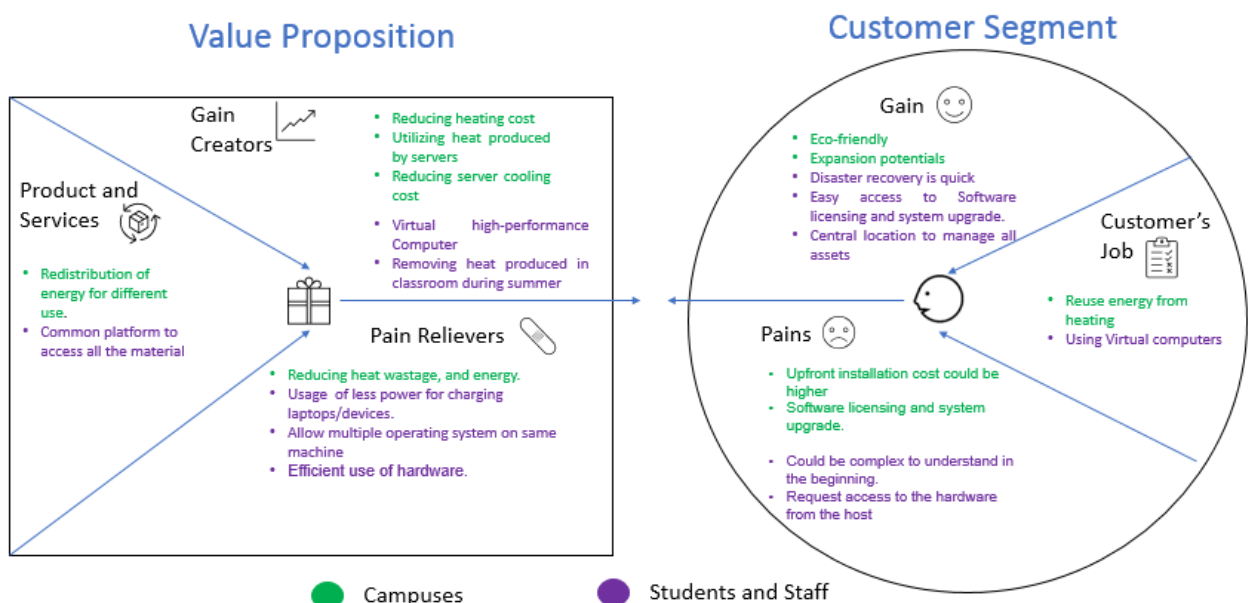 Value Proposition
Customer Segment
Gain
Creators
• Reducing heating cost
• Utilizing heat produced
by servers
• Reducing server cooling
cost
• Virtual high-performance
Computer
• Removing heat produced in
classroom during summer
Product and
Services
• Redistribution of
energy for different
use.
• Common platform to
access all the material
Pain Relievers
• Reducing heat wastage, and energy.
• Usage of less power for charging
laptops/devices.
• Allow multiple operating system on same
machine
• Efficient use of hardware.
Gain
• Eco-friendly
• Expansion potentials
• Disaster recovery is quick
• Easy access to Software
licensing and system upgrade.
• Central location to manage all
assets
Customer's
Job
• Reuse energy from
heating
• Using Virtual computers
Pains
- Upfront installation cost could be
higher
- Software licensing and system
upgrade.
- Could be complex to understand in
the beginning.
- Request access to the hardware
from the host
Campuses
Students and Staff